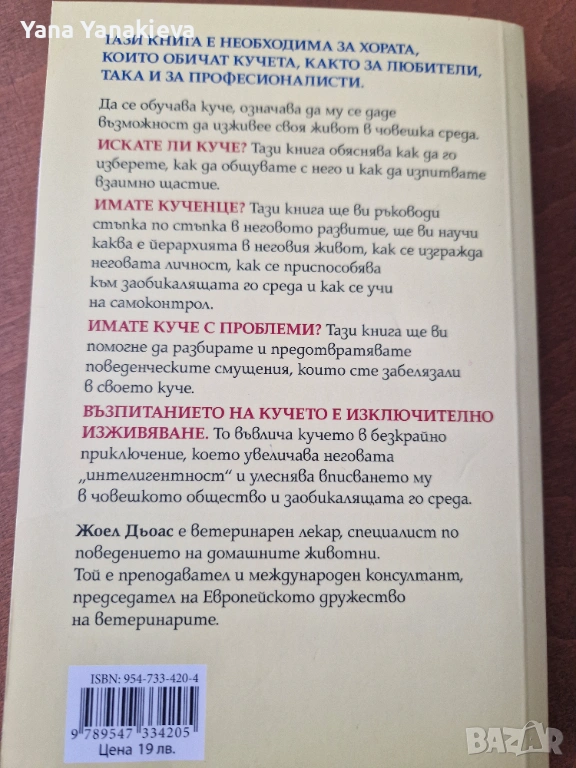 Yana Yanakieva
ТАЗИ КНИГА Е НЕОБХОДИМА ЗА ХОРАТА,
КОИТО ОБИЧАТ КУЧЕТА, КАКТО ЗА ЛЮБИТЕЛИ,
ТАКА И ЗА ПРОФЕСИОНАЛИСТИ.
Да се обучава куче, означава да му се даде
възможност да изживее своя живот в човешка среда.
ИСКАТЕ ЛИ КУЧЕ? Тази книга обяснява как да го
изберете, как да общувате с него и как да изпитвате
взаимно щастие.
ИМАТЕ КУЧЕНЦЕ? Тази книга ще ви ръководи
стъпка по стъпка в неговото развитие, ще ви научи
каква е йерархията в неговия живот, как се изгражда
неговата личност, как се приспособява
към заобикалящата го среда и как се учи
на самоконтрол.
ИМАТЕ КУЧЕ С ПРОБЛЕМИ? Тази книга ще ви
помогне да разбирате и предотвратявате
поведенческите смущения, които сте забелязали
в своето куче.
ВЪЗПИТАНИЕТО НА КУЧЕТО Е ИЗКЛЮЧИТЕЛНО
ИЗЖИВЯВАНЕ. То въвлича кучето в безкрайно
приключение, което увеличава неговата
„интелигентност“ и улеснява вписването му
в човешкото общество и заобикалящата го среда.
Жоел Дьоас е ветеринарен лекар, специалист по
поведението на домашните животни.
Той е преподавател и международен консултант,
председател на Европейското дружество
на ветеринарите.
ISBN: 954-733-420-4
9 789547 334205
Цена 19 лв.
BAZAR